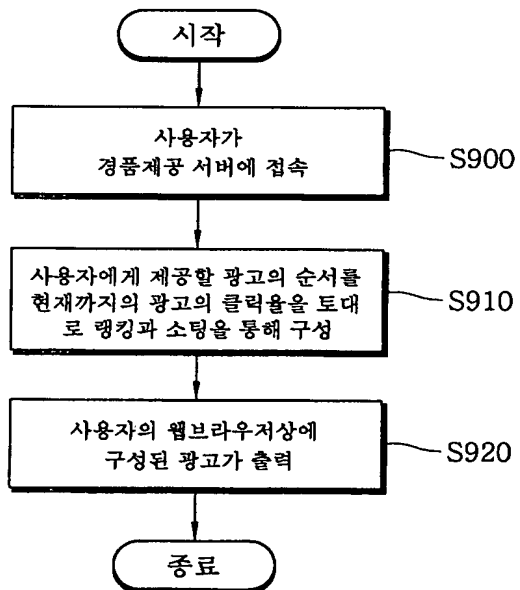 시작
사용자가
경품제공 서버에 접속
S900
사용자에게 제공할 광고의 순서를
현재까지의 광고의 클릭율을 토대
로 랭킹과 소팅을 통해 구성
S910
사용자의 웹브라우저상에
구성된 광고가 출력
S920
종료